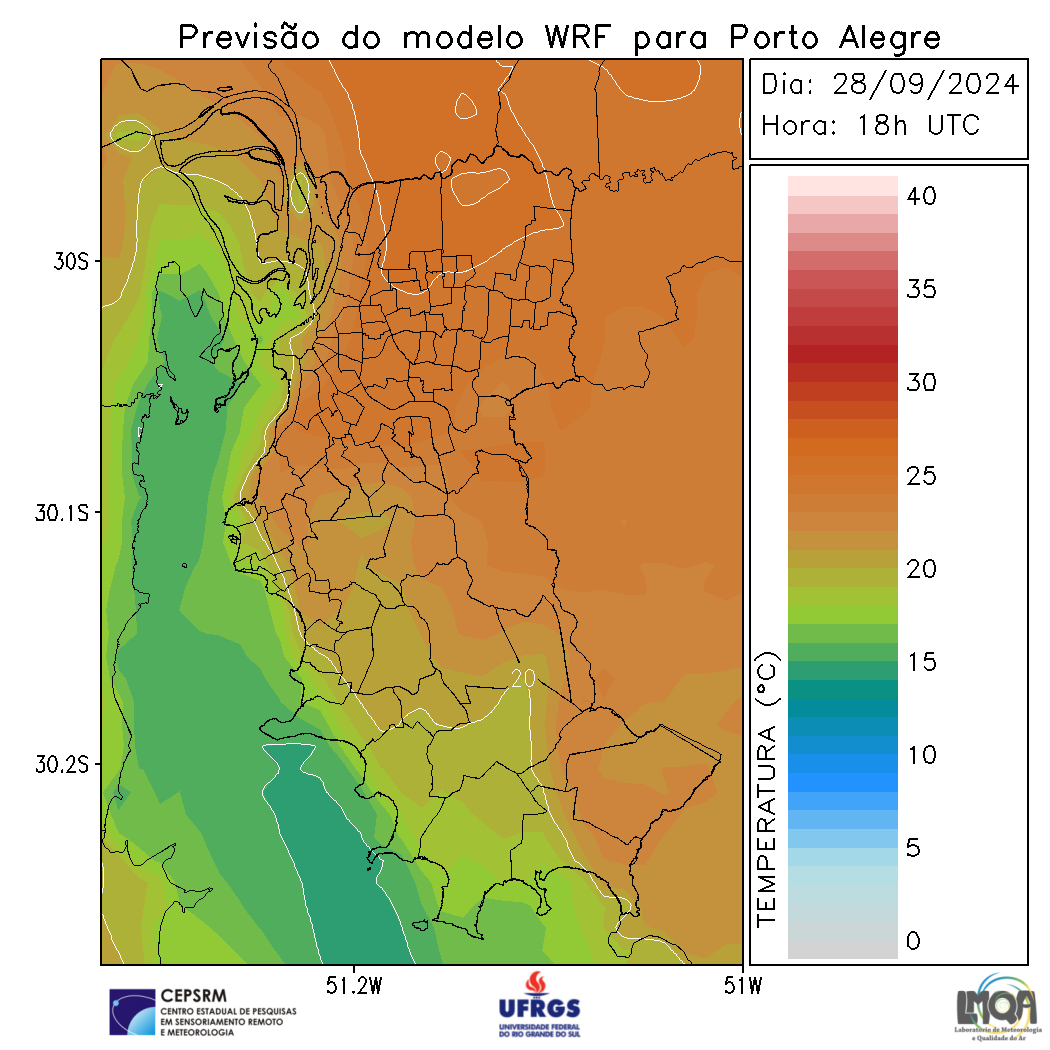 Previsão do modelo WRF para Porto Alegre
Dia: 28/09/2024
Hora: 18h UTC
30S
30.1S
30.2S
51.2W
51W
20
TEMPERATURA (°C)
40
35
30
25
20
15
10
5
0
CEPSRM
CENTRO ESTADUAL DE PESQUISAS
EM SENSORIAMENTO REMOTO
E METEOROLOGIA
UFRGS
UNIVERSIDADE FEDERAL
DO RIO GRANDE DO SUL
LMQA
Laboratório de Meteorologia
e Qualidade do Ar